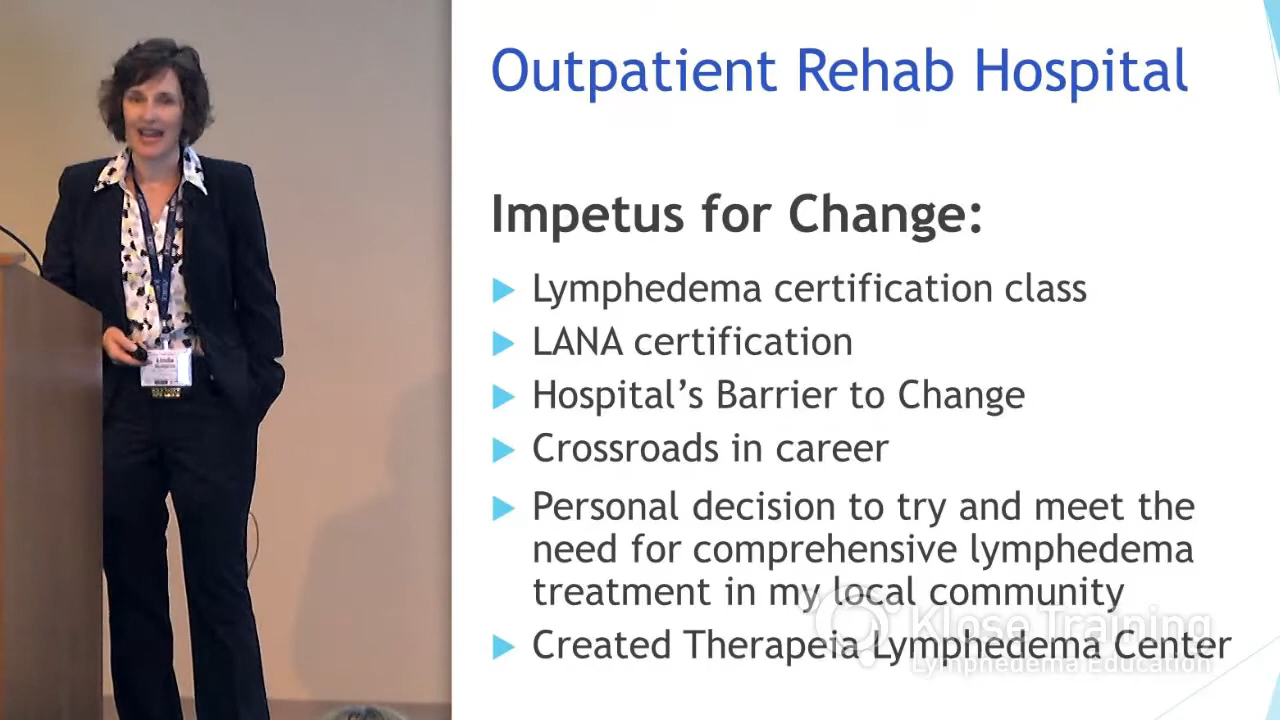 Outpatient Rehab Hospital
Impetus for Change:
Lymphedema certification class
LANA certification
Hospital's Barrier to Change
Crossroads in career
Personal decision to try and meet the
need for comprehensive lymphedema
treatment in my local community
Created Therapeia Lymphedema Center
Klose Training
Lymphedema Education